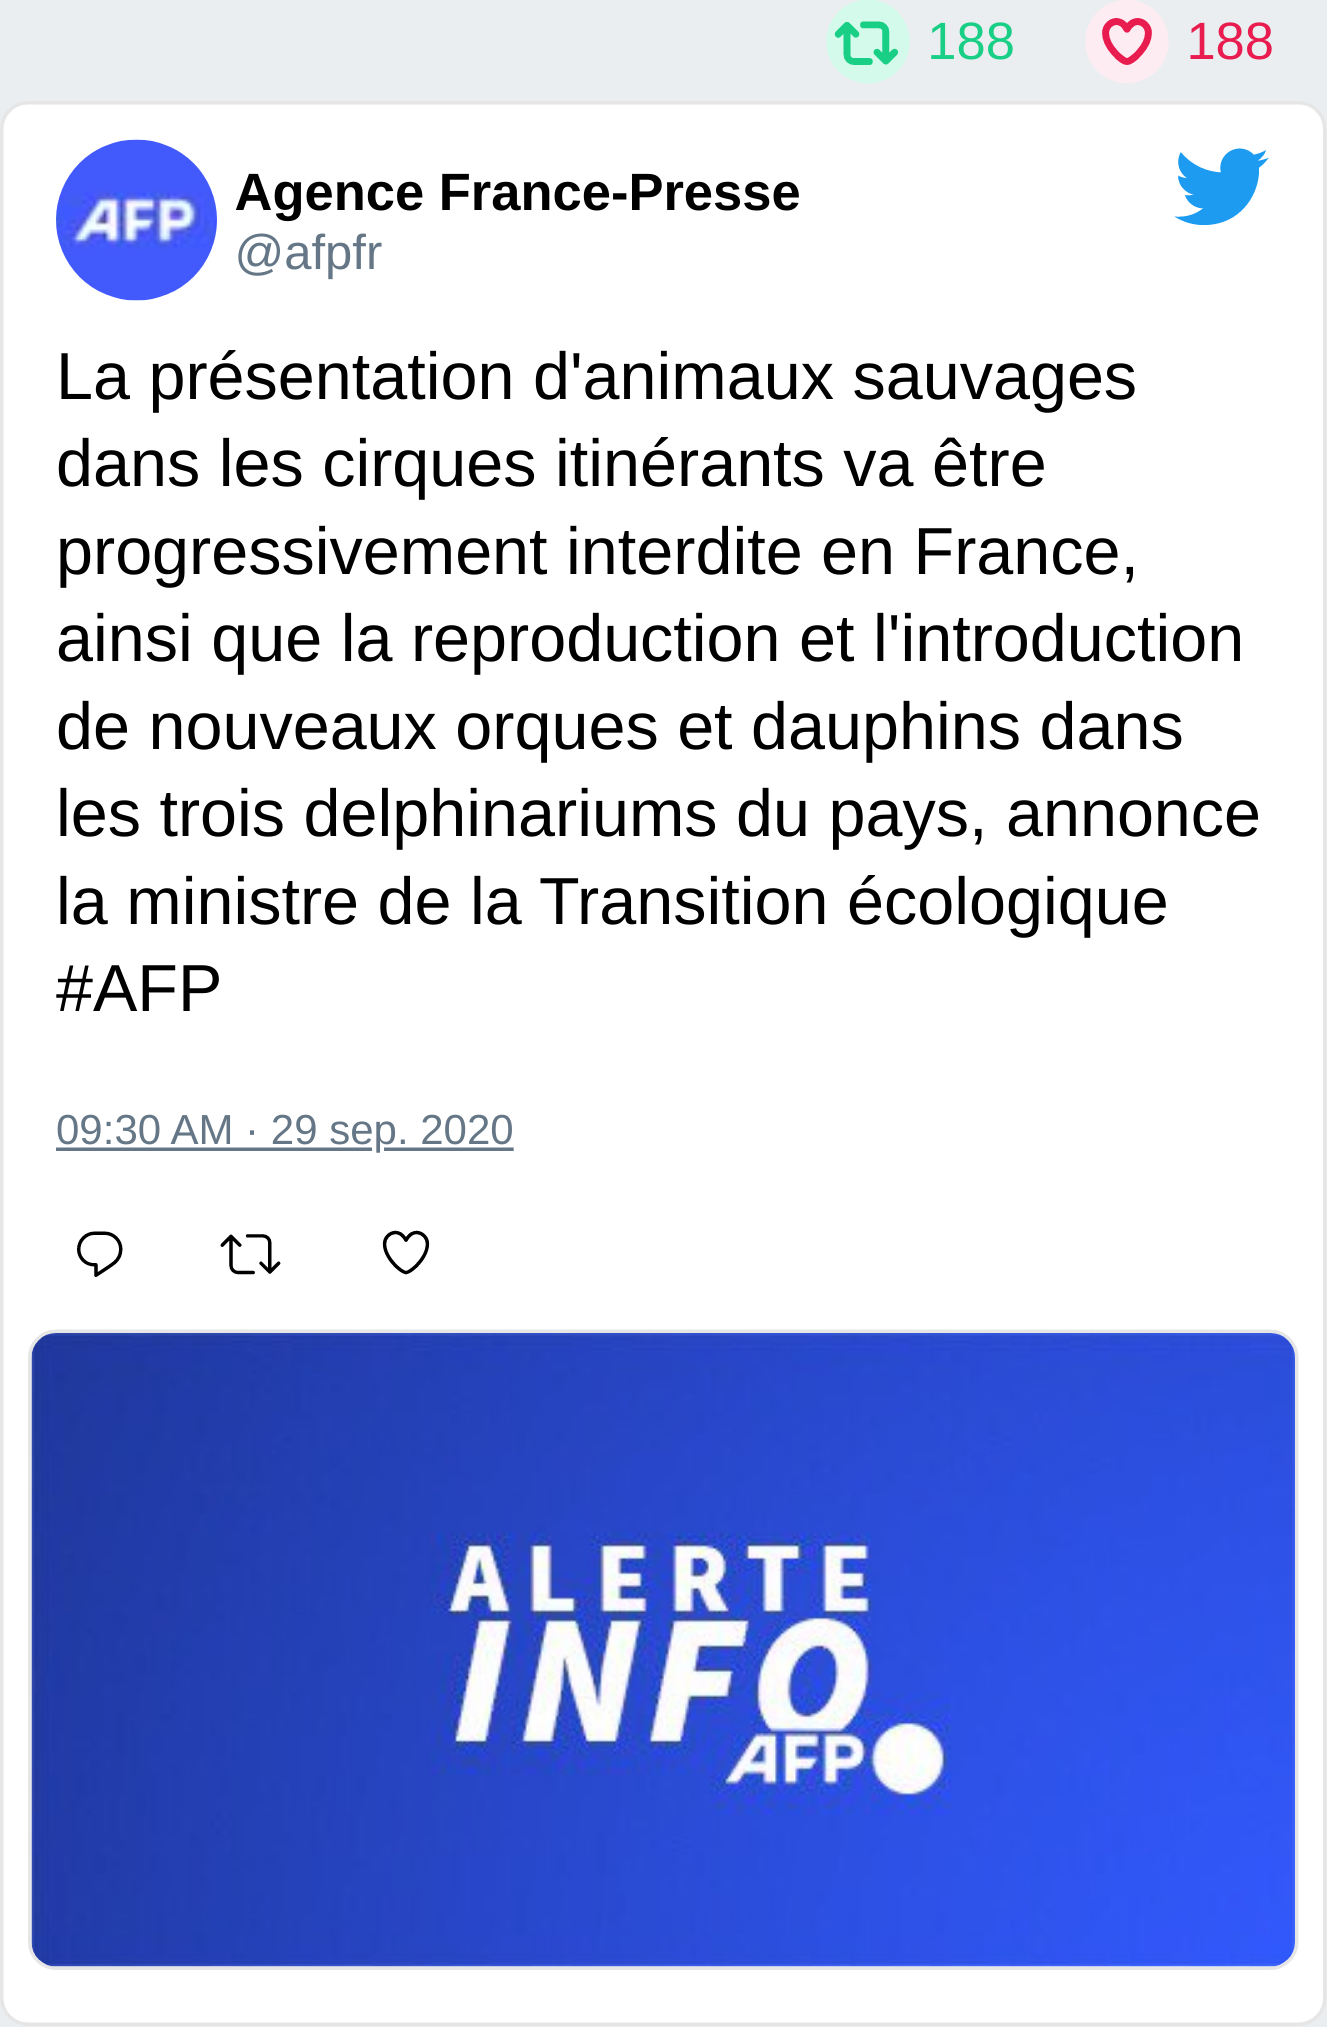 188 188
AFP
Agence France-Presse
@afpfr
La présentation d'animaux sauvages
dans les cirques itinérants va être
progressivement interdite en France,
ainsi que la reproduction et l'introduction
de nouveaux orques et dauphins dans
les trois delphinariums du pays, annonce
la ministre de la Transition écologique
#AFP
09:30 AM · 29 sep. 2020
ALERTE
INFO
AFP